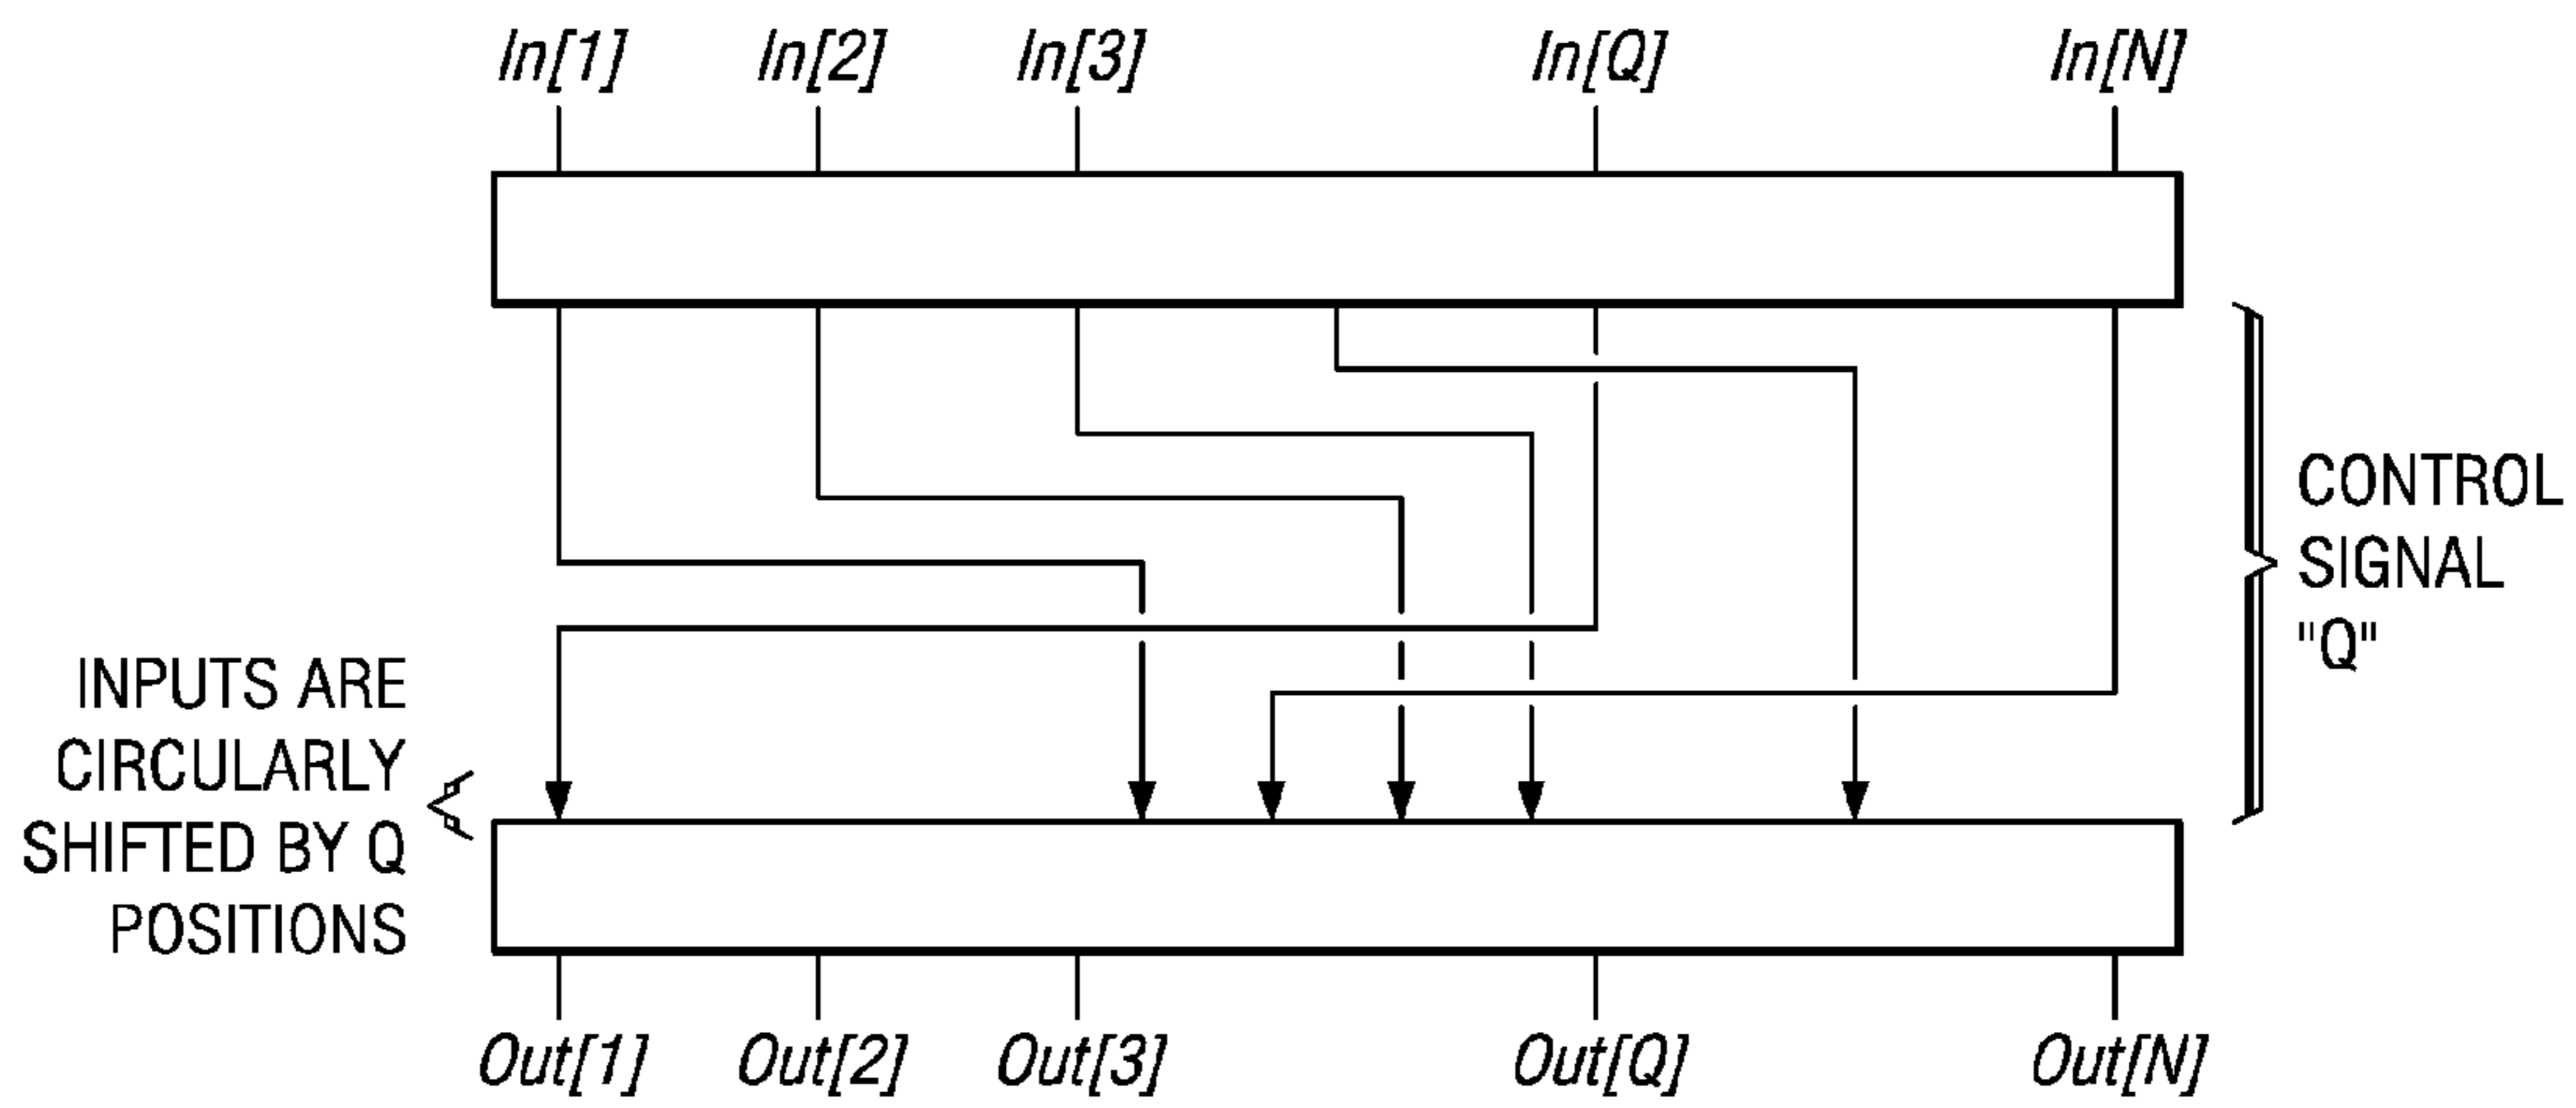 In[1] In[2] In[3] In[Q] In[N]
CONTROL
SIGNAL
"Q"
INPUTS ARE
CIRCULARLY
SHIFTED BY Q
POSITIONS
Out[1] Out[2] Out[3] Out[Q] Out[N]